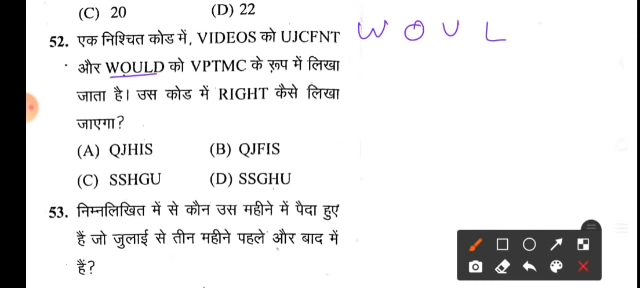 (C) 20 (D) 22
52. एक निश्चित कोड में, VIDEOS को UJCFNT W O U L
और WOULD को VPTMC के रूप में लिखा
जाता है। उस कोड में RIGHT कैसे लिखा
जाएगा?
(A) QJHIS (B) QJFIS
(C) SSHGU (D) SSGHU
53. निम्नलिखित में से कौन उस महीने में पैदा हुए
हैं जो जुलाई से तीन महीने पहले और बाद में
हैं?